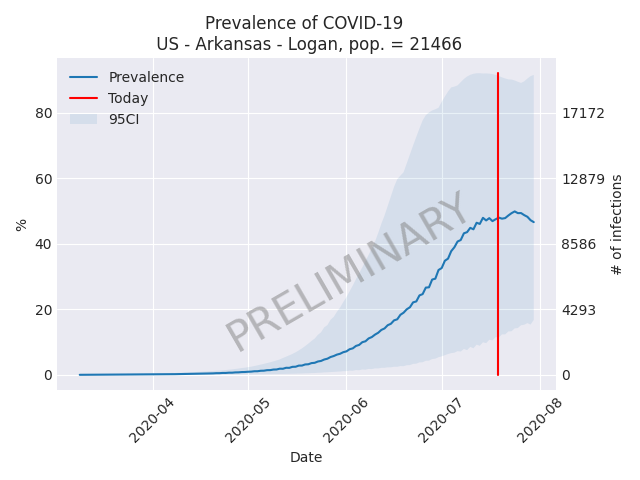 Prevalence of COVID-19
US - Arkansas - Logan, pop. = 21466
Prevalence
Today
95CI
PRELIMINARY
%
80
60
40
20
0
17172
12879
8586
4293
0
# of infections
2020-04
2020-05
2020-06
2020-07
2020-08
Date